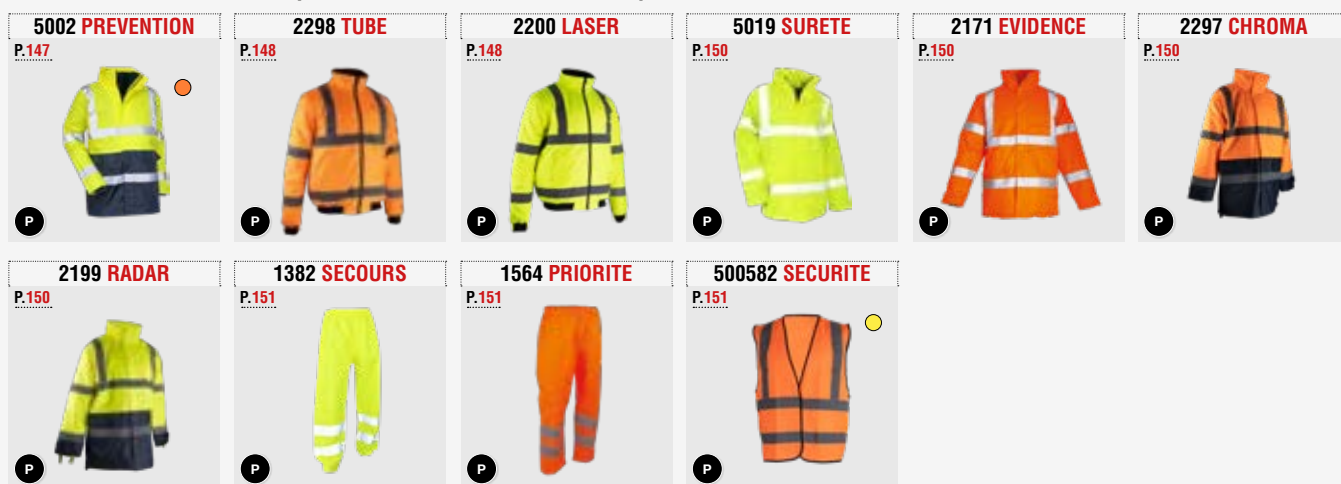 5002 PREVENTION
P.147
P
2298 TUBE
P.148
P
2200 LASER
P.148
P
5019 SURETE
P.150
P
2171 EVIDENCE
P.150
P
2297 CHROMA
P.150
P
2199 RADAR
P.150
P
1382 SECOURS
P.151
P
1564 PRIORITE
P.151
P
500582 SECURITE
P.151
P